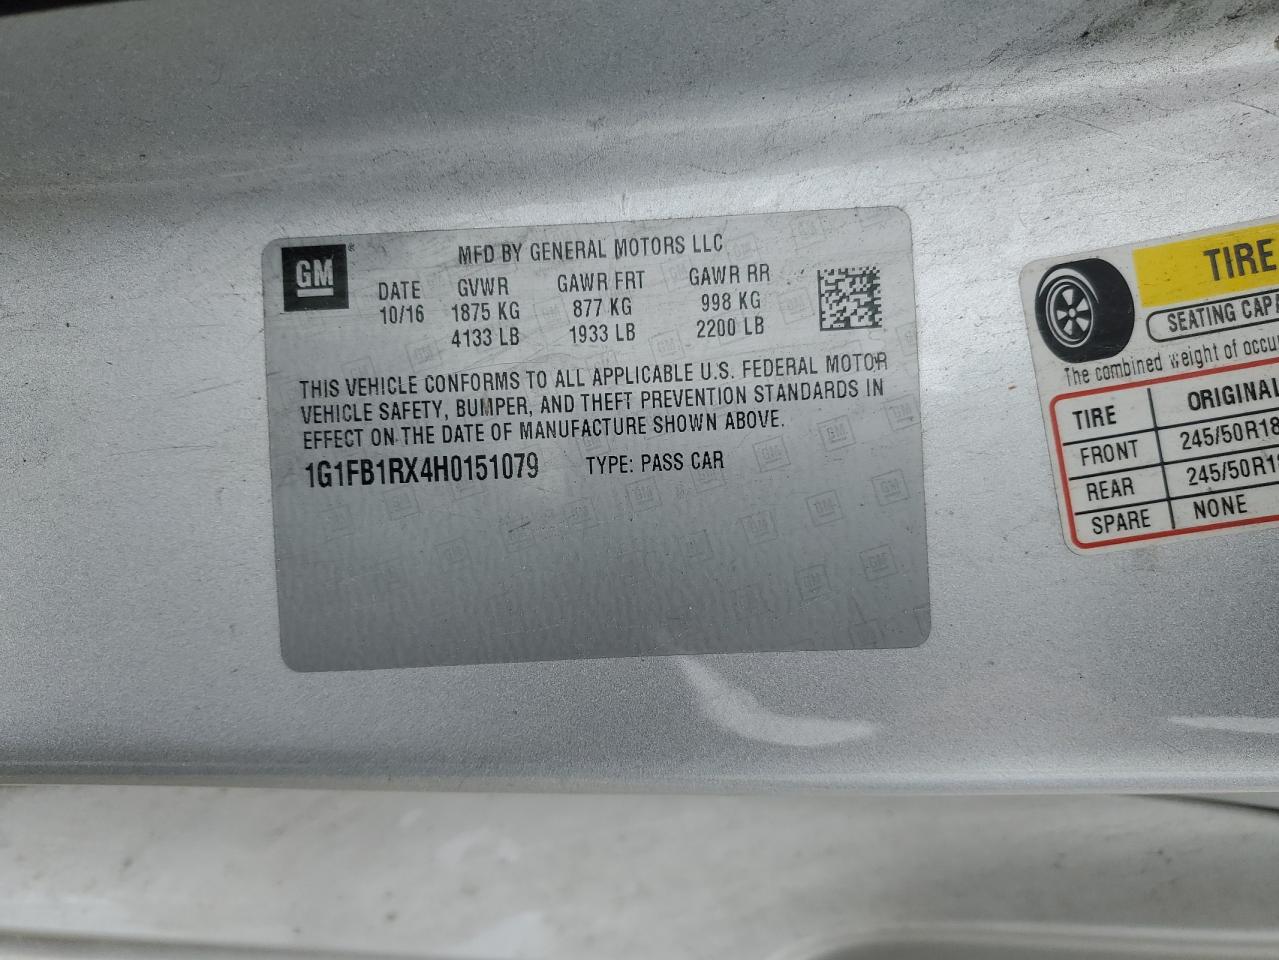 GM
MFD BY GENERAL MOTORS LLC
DATE GVWR GAWR FRT GAWR RR
10/16 1875 KG 877 KG 998 KG
4133 LB 1933 LB 2200 LB
THIS VEHICLE CONFORMS TO ALL APPLICABLE U.S. FEDERAL MOTOR
VEHICLE SAFETY, BUMPER, AND THEFT PREVENTION STANDARDS IN
EFFECT ON THE DATE OF MANUFACTURE SHOWN ABOVE.
1G1FB1RX4H0151079 TYPE: PASS CAR
TIRE
SEATING
The combined weight of
TIRE ORIGINAL
FRONT 245/50R18
REAR 245/50R1
SPARE NONE